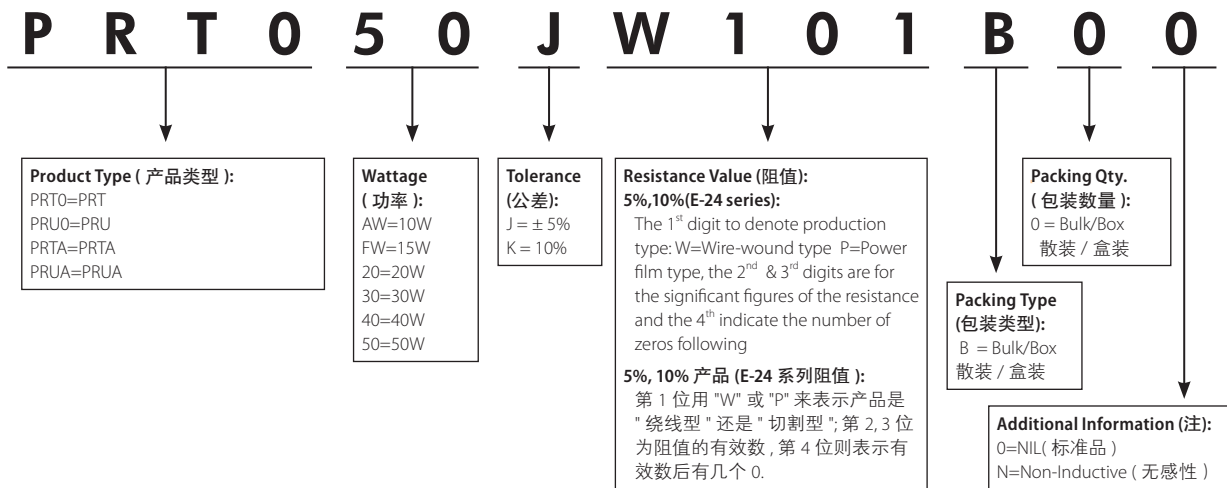 P R T 0 5 0 J W 1 0 1 B 0 0
Product Type ( 产品类型 ):
PRT0=PRT
PRU0=PRU
PRTA=PRTA
PRUA=PRUA
Wattage
( 功率 ):
AW=10W
FW=15W
20=20W
30=30W
40=40W
50=50W
Tolerance
(公差):
J = ± 5%
K = 10%
Resistance Value (阻值):
5%,10%(E-24 series):
The 1st digit to denote production
type: W=Wire-wound type P=Power
film type, the 2nd & 3rd digits are for
the significant figures of the resistance
and the 4th indicate the number of
zeros following
5%, 10% 产品 (E-24 系列阻值 ):
第 1 位用 "W" 或 "P" 来表示产品是
" 绕线型 " 还是 " 切割型 "; 第 2, 3 位
为阻值的有效数 , 第 4 位则表示有
效数后有几个 0.
Packing Type
(包装类型):
B = Bulk/Box
散装 / 盒装
Packing Qty.
( 包装数量 ):
0 = Bulk/Box
散装 / 盒装
Additional Information (注):
0=NIL( 标准品 )
N=Non-Inductive ( 无感性 )